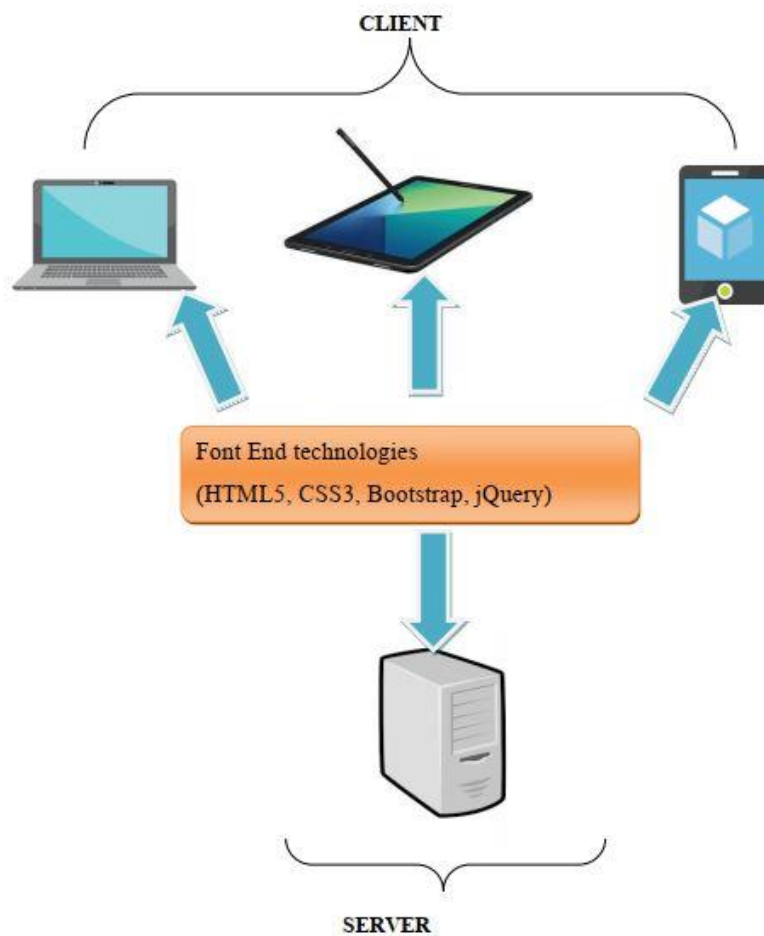 CLIENT
Font End technologies
(HTML5, CSS3, Bootstrap, jQuery)
SERVER